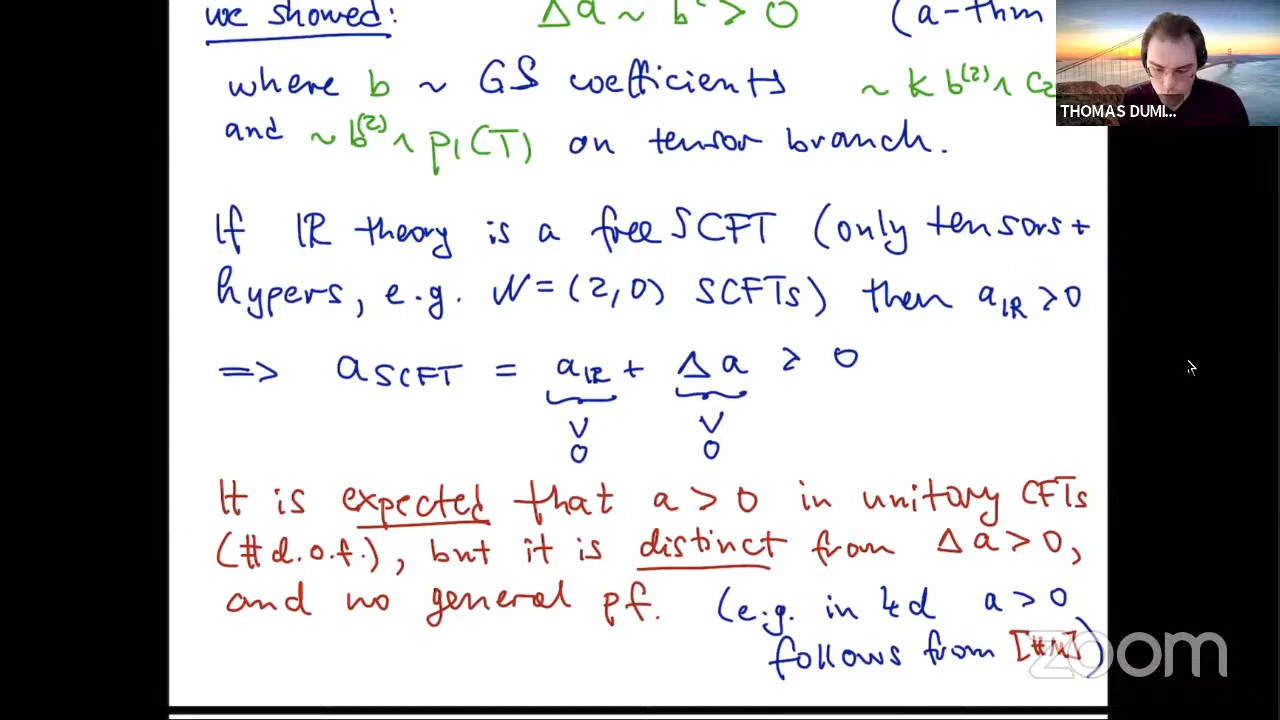 we showed: Δa ~ b² > 0 (a-thm
where b ~ GS coefficients ~ k b⁽²⁾ ∧ C₂
and ~ b⁽²⁾ ∧ p₁(T) on tensor branch.
If IR theory is a free SCFT (only tensors +
hypers, e.g. N = (2,0) SCFTs) then a_IR > 0
=> a_SCFT = a_IR + Δa ≥ 0
V V
0 0
It is expected that a > 0 in unitary CFTs
(# d.o.f.), but it is distinct from Δa > 0,
and no general pf. (e.g. in 4d a > 0
follows from [HM])
THOMAS DUMI...
zoom